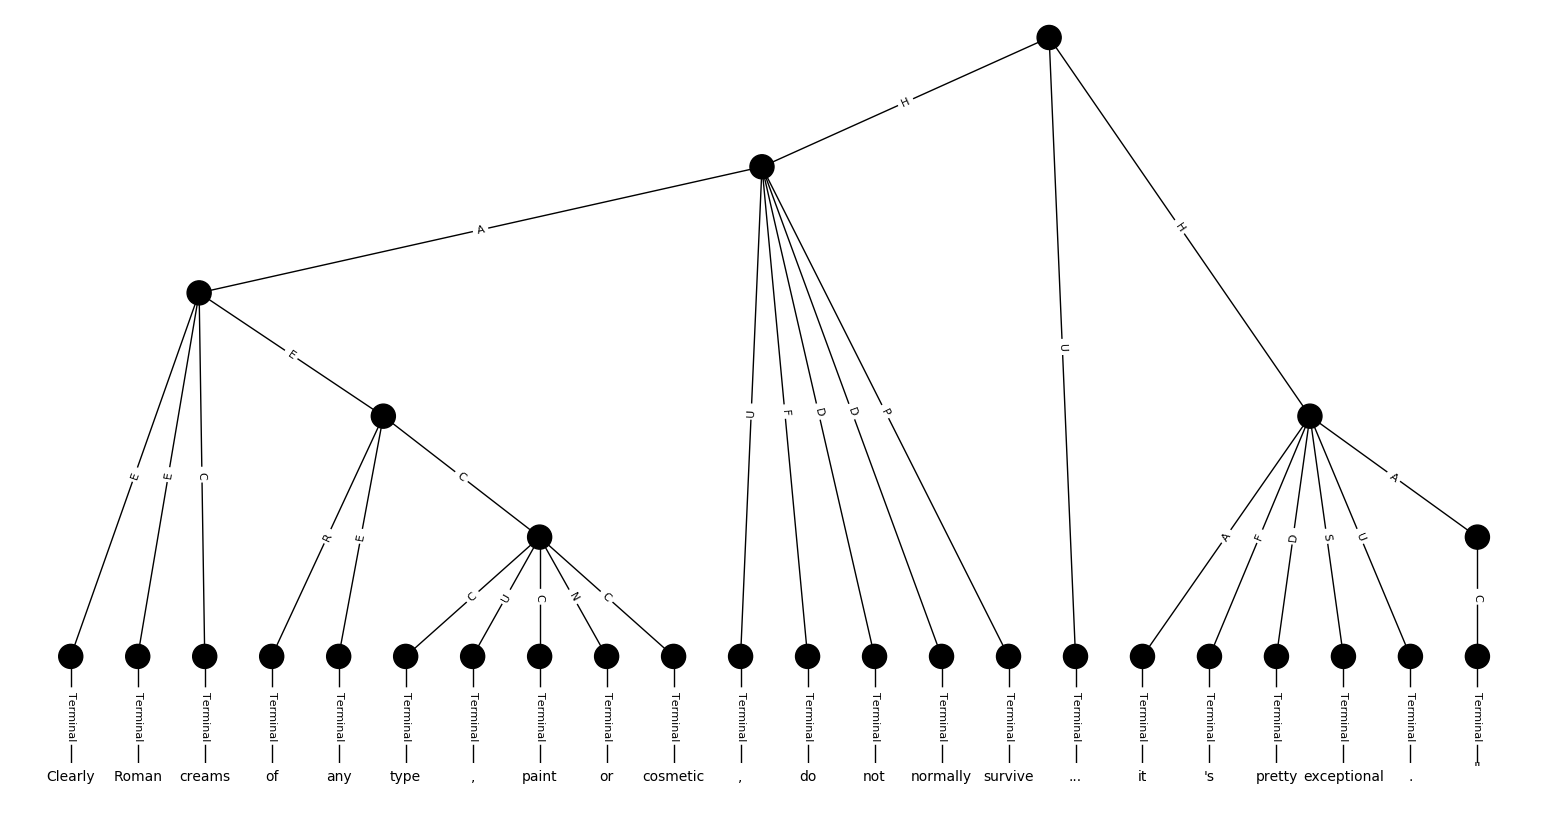 H
H
A
U
H
E
E
E
C
D
D
P
U
F
A
R
E
C
A
F
D
S
U
C
U
C
N
C
C
Terminal Terminal Terminal Terminal Terminal Terminal Terminal Terminal Terminal Terminal Terminal Terminal Terminal Terminal Terminal Terminal Terminal Terminal Terminal Terminal Terminal Terminal
Clearly Roman creams of any type , paint or cosmetic , do not normally survive ... it 's pretty exceptional . "